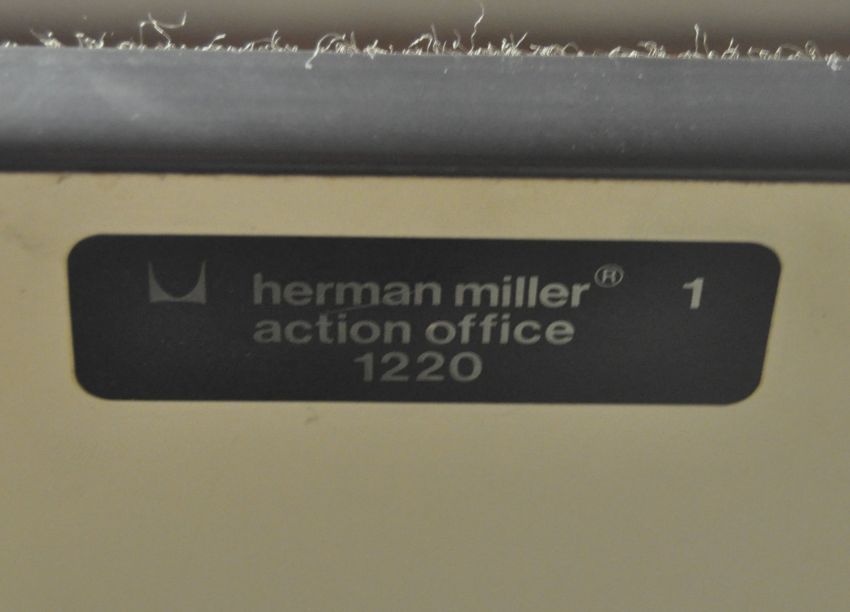 herman miller® 1
action office
1220